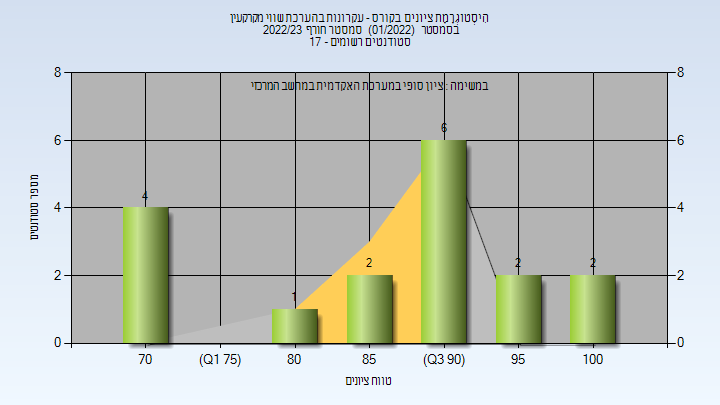 היסטוגרמת ציונים בקורס - עקרונות בהערכת שווי מקרקעין
בסמסטר (01/2022) סמסטר חורף 2022/23
סטודנטים רשומים - 17
במשימה : ציון סופי במערכת האקדמית במחשב המרכזי
8 8
6 6
4 4
2 2
0 0
מספר סטודנטים
4 1 2 6 2 2
70 (Q1 75) 80 85 (Q3 90) 95 100
טווח ציונים